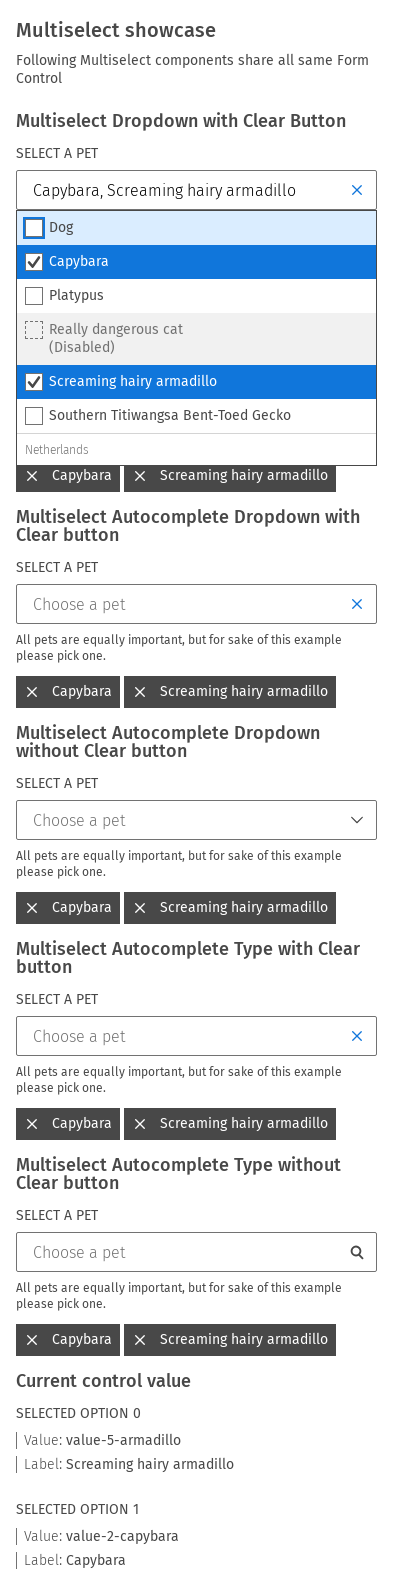 Multiselect showcase
Following Multiselect components share all same Form
Control
Multiselect Dropdown with Clear Button
SELECT A PET
Capybara, Screaming hairy armadillo
Dog
Capybara
Platypus
Really dangerous cat
(Disabled)
Screaming hairy armadillo
Southern Titiwangsa Bent-Toed Gecko
Netherlands
Capybara Screaming hairy armadillo
Multiselect Autocomplete Dropdown with
Clear button
SELECT A PET
Choose a pet
All pets are equally important, but for sake of this example
please pick one.
Capybara Screaming hairy armadillo
Multiselect Autocomplete Dropdown
without Clear button
SELECT A PET
Choose a pet
All pets are equally important, but for sake of this example
please pick one.
Capybara Screaming hairy armadillo
Multiselect Autocomplete Type with Clear
button
SELECT A PET
Choose a pet
All pets are equally important, but for sake of this example
please pick one.
Capybara Screaming hairy armadillo
Multiselect Autocomplete Type without
Clear button
SELECT A PET
Choose a pet
All pets are equally important, but for sake of this example
please pick one.
Capybara Screaming hairy armadillo
Current control value
SELECTED OPTION 0
Value: value-5-armadillo
Label: Screaming hairy armadillo
SELECTED OPTION 1
Value: value-2-capybara
Label: Capybara